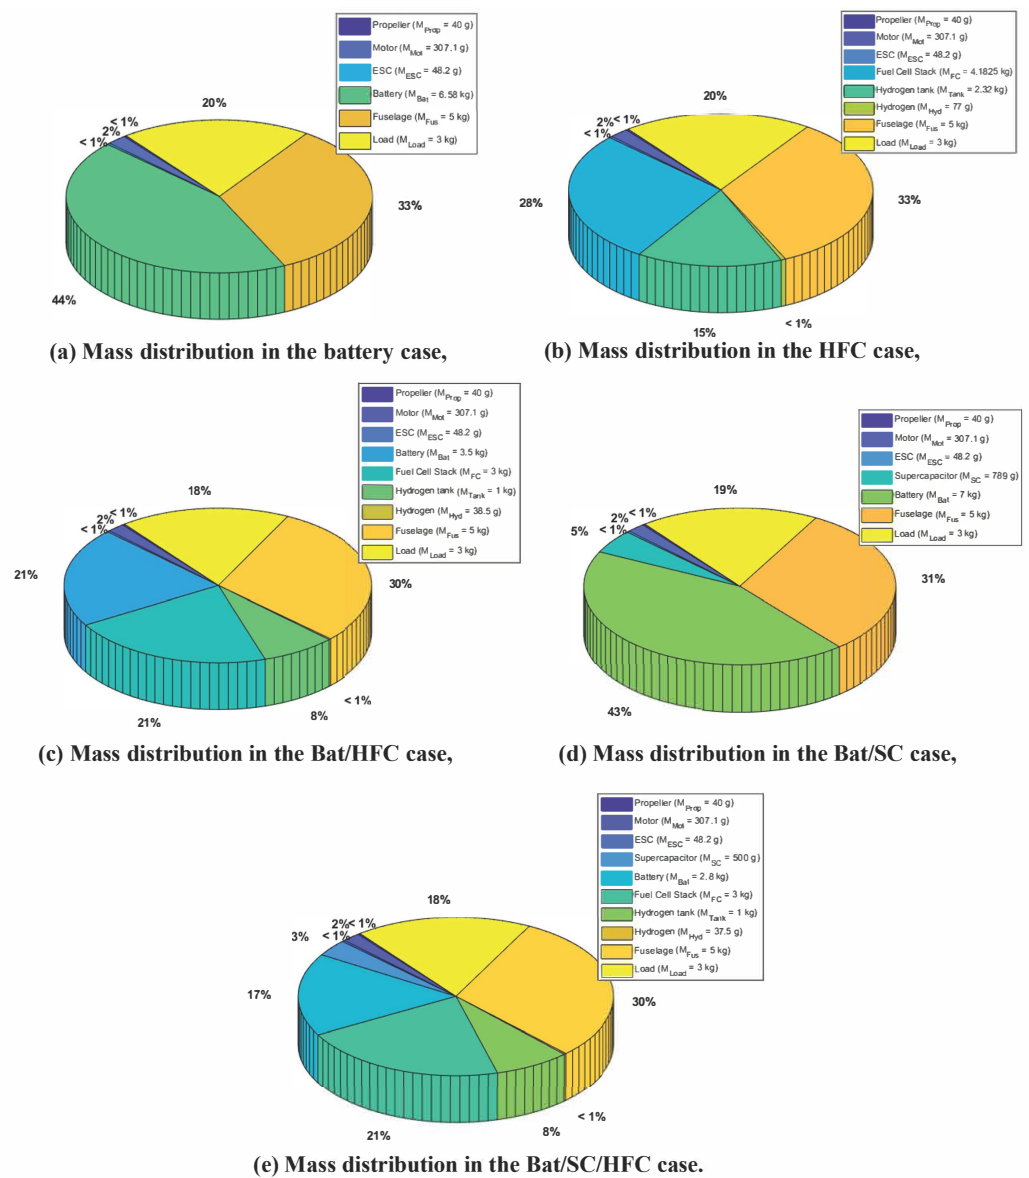 Propeller (M_Prop = 40 g)
Motor (M_Mot = 307.1 g)
ESC (M_ESC = 48.2 g)
Battery (M_Bat = 6.58 kg)
Fuselage (M_Fus = 5 kg)
Load (M_Load = 3 kg)
< 1%
2%
< 1%
20%
33%
44%
(a) Mass distribution in the battery case,
Propeller (M_Prop = 40 g)
Motor (M_Mot = 307.1 g)
ESC (M_ESC = 48.2 g)
Fuel Cell Stack (M_FC = 4.1825 kg)
Hydrogen tank (M_Tank = 2.32 kg)
Hydrogen (M_Hyd = 77 g)
Fuselage (M_Fus = 5 kg)
Load (M_Load = 3 kg)
20%
2%
< 1%
< 1%
28%
33%
15%
< 1%
(b) Mass distribution in the HFC case,
Propeller (M_Prop = 40 g)
Motor (M_Mot = 307.1 g)
ESC (M_ESC = 48.2 g)
Battery (M_Bat = 3.5 kg)
Fuel Cell Stack (M_FC = 3 kg)
Hydrogen tank (M_Tank = 1 kg)
Hydrogen (M_Hyd = 38.5 g)
Fuselage (M_Fus = 5 kg)
Load (M_Load = 3 kg)
18%
< 1%
2%
< 1%
21%
30%
21%
8%
< 1%
(c) Mass distribution in the Bat/HFC case,
Propeller (M_Prop = 40 g)
Motor (M_Mot = 307.1 g)
ESC (M_ESC = 48.2 g)
Supercapacitor (M_SC = 789 g)
Battery (M_Bat = 7 kg)
Fuselage (M_Fus = 5 kg)
Load (M_Load = 3 kg)
19%
< 1%
2%
< 1%
5%
31%
43%
(d) Mass distribution in the Bat/SC case,
Propeller (M_Prop = 40 g)
Motor (M_Mot = 307.1 g)
ESC (M_ESC = 48.2 g)
Supercapacitor (M_SC = 500 g)
Battery (M_Bat = 2.8 kg)
Fuel Cell Stack (M_FC = 3 kg)
Hydrogen tank (M_Tank = 1 kg)
Hydrogen (M_Hyd = 37.5 g)
Fuselage (M_Fus = 5 kg)
Load (M_Load = 3 kg)
18%
2%
< 1%
< 1%
3%
17%
30%
21%
8%
< 1%
(e) Mass distribution in the Bat/SC/HFC case.